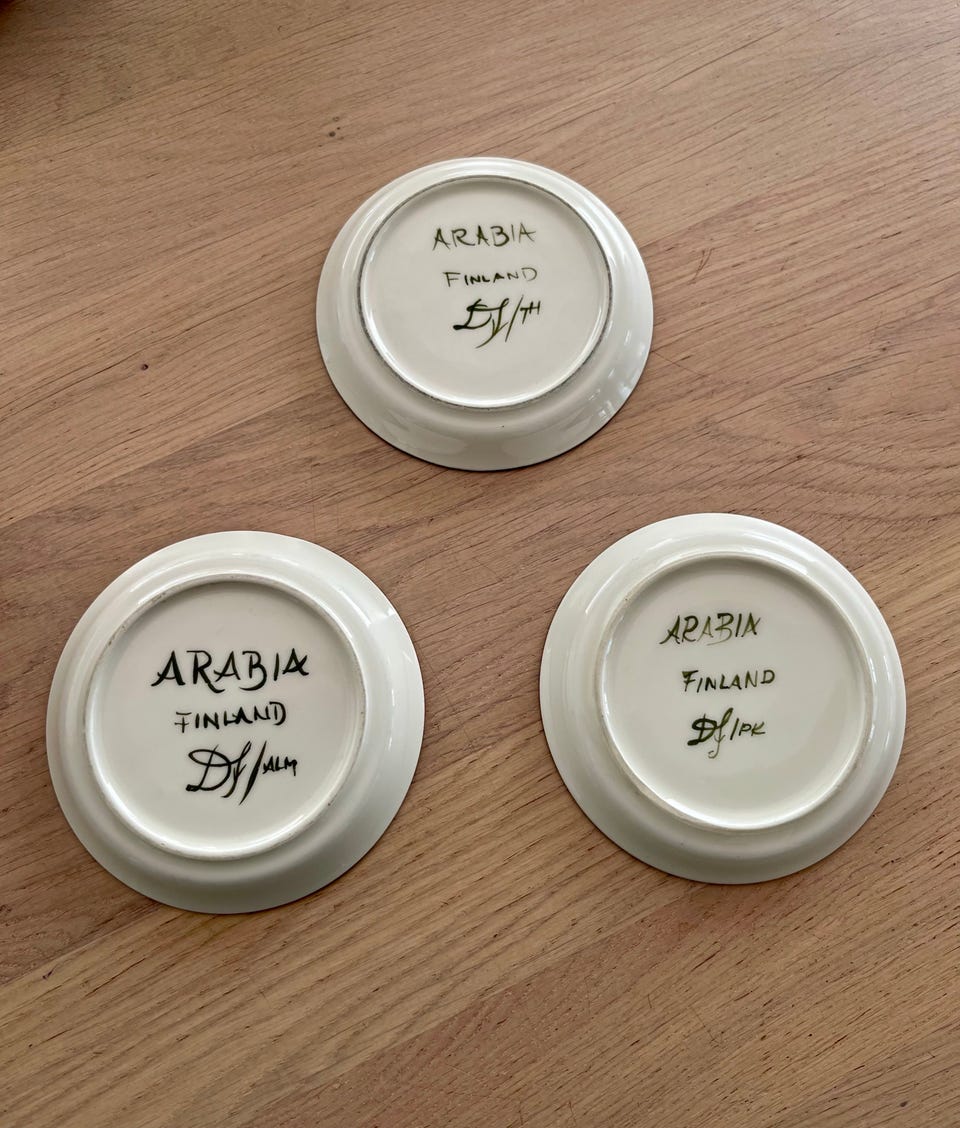 ARABIA
FINLAND
DJ/TH
ARABIA
FINLAND
DJ/ALM
ARABIA
FINLAND
DJ/PK